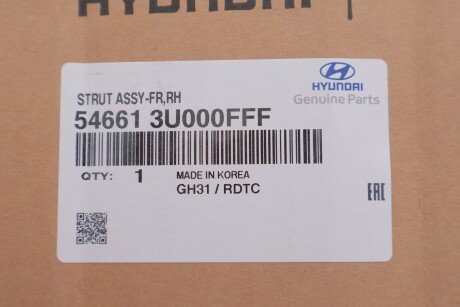 HYUNDAI
HYUNDAI
Genuine Parts
STRUT ASSY-FR,RH
54661 3U000FFF
QTY: 1 MADE IN KOREA
GH31 / RDTC
EAC